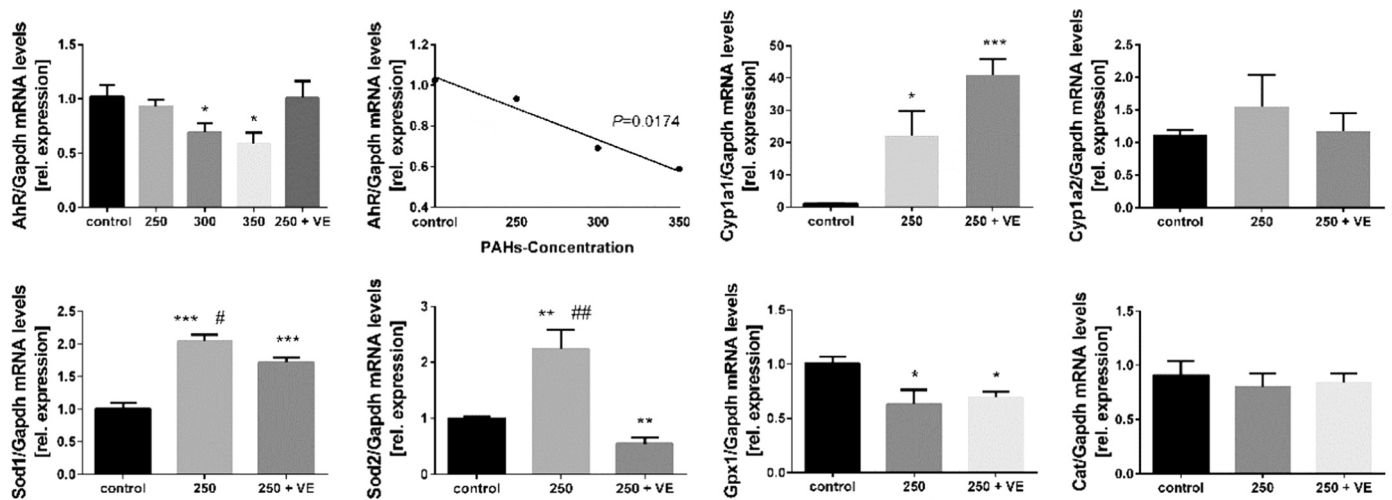 AhR/Gapdh mRNA levels
[rel. expression]
1.5
1.0
0.5
0.0
*
*
control 250 300 350 250 + VE
AhR/Gapdh mRNA levels
[rel. expression]
1.2
1.0
0.8
0.6
0.4
P=0.0174
control 250 300 350
PAHs-Concentration
Cyp1a1/Gapdh mRNA levels
[rel. expression]
50
40
30
20
10
0
*
***
control 250 250 + VE
Cyp1a2/Gapdh mRNA levels
[rel. expression]
2.5
2.0
1.5
1.0
0.5
0.0
control 250 250 + VE
Sod1/Gapdh mRNA levels
[rel. expression]
2.5
2.0
1.5
1.0
0.5
0.0
*** #
***
control 250 250 + VE
Sod2/Gapdh mRNA levels
[rel. expression]
3
2
1
0
** ##
**
control 250 250 + VE
Gpx1/Gapdh mRNA levels
[rel. expression]
1.5
1.0
0.5
0.0
*
*
control 250 250 + VE
Cat/Gapdh mRNA levels
[rel. expression]
1.5
1.0
0.5
0.0
control 250 250 + VE